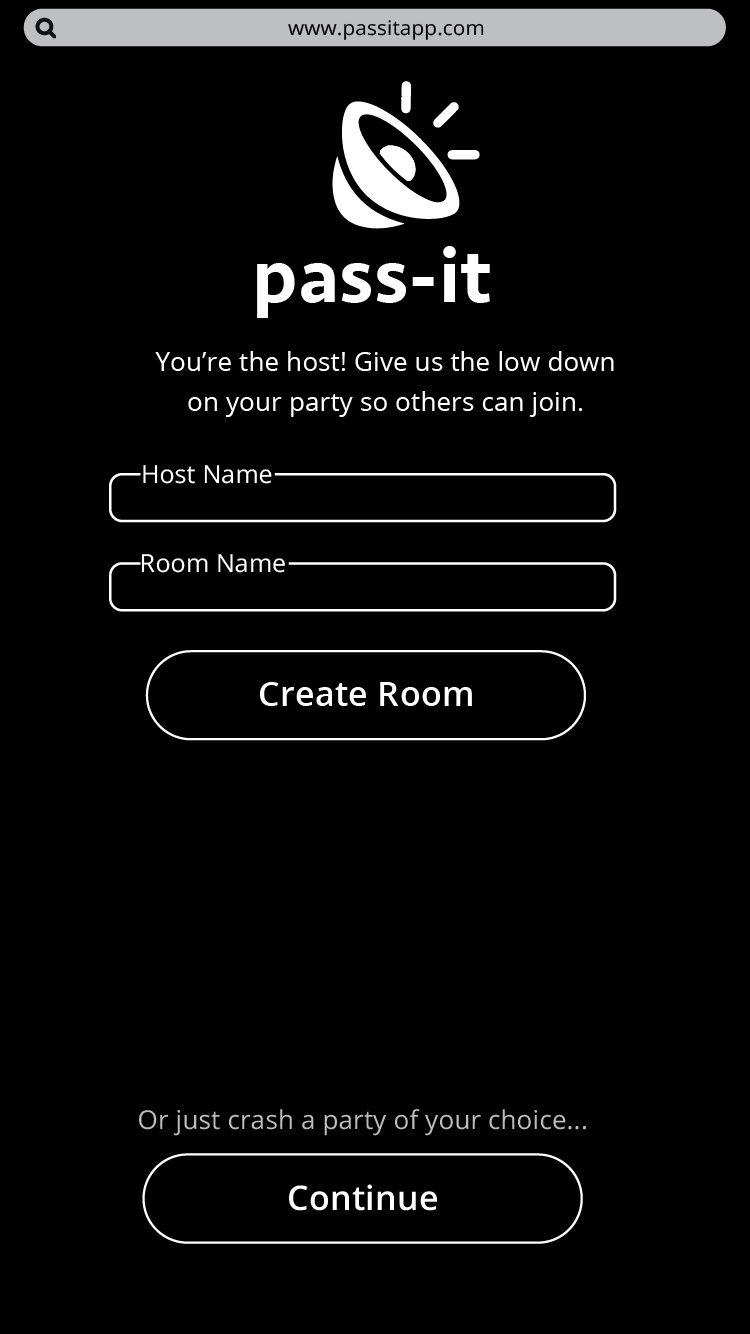 www.passitapp.com
pass-it
You’re the host! Give us the low down
on your party so others can join.
Host Name
Room Name
Create Room
Or just crash a party of your choice...
Continue